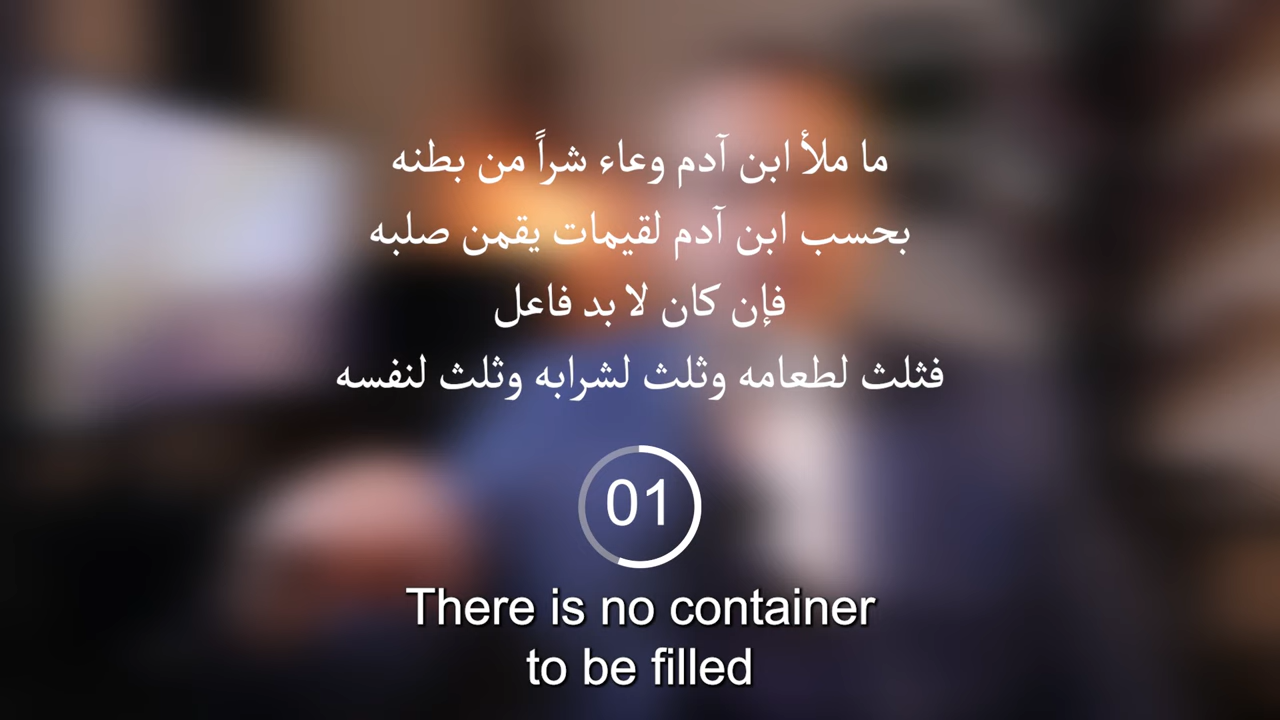 ما ملأ ابن آدم وعاء شراً من بطنه
بحسب ابن آدم لقيمات يقمن صلبه
فإن كان لا بد فاعل
فثلث لطعامه وثلث لشرابه وثلث لنفسه
01
There is no container
to be filled